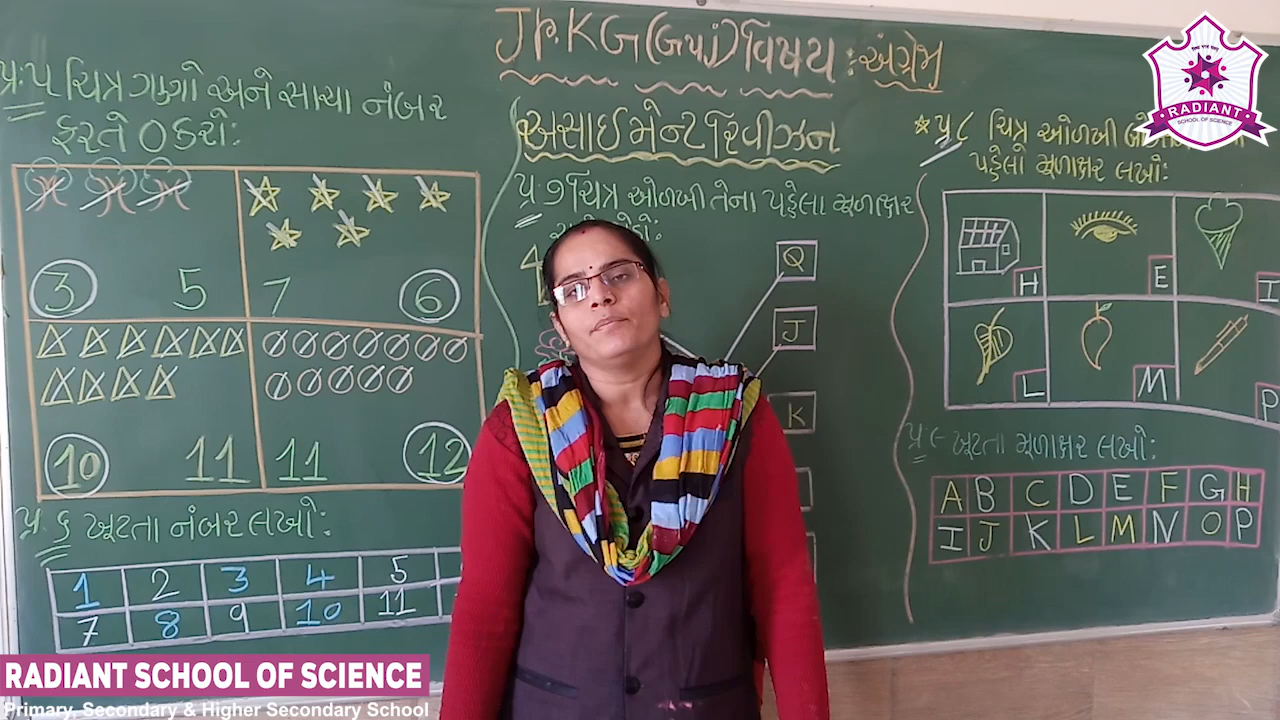 JR.KG (Guj) વિષય : અંગ્રેજી
પ્ર:૫ ચિત્ર ગણો અને સાચા નંબર
ફરતે O કરો:
3 5
7 6
10 11
11 12
પ્ર ૬ ખૂટતા નંબર લખો:
1 2 3 4 5
7 8 9 10 11
અસાઈમેન્ટ રિવીઝન
પ્ર ૭ ચિત્ર ઓળખી તેના પહેલા મૂળાક્ષર
Q
J
K
પ્ર ૮ ચિત્ર ઓળખી
પહેલો મૂળાક્ષર લખો:
H E I
L M P
પ્ર ૯ ખૂટતા મૂળાક્ષર લખો:
A B C D E F G H
I J K L M N O P
RADIANT
SCHOOL OF SCIENCE
RADIANT SCHOOL OF SCIENCE
Primary, Secondary & Higher Secondary School